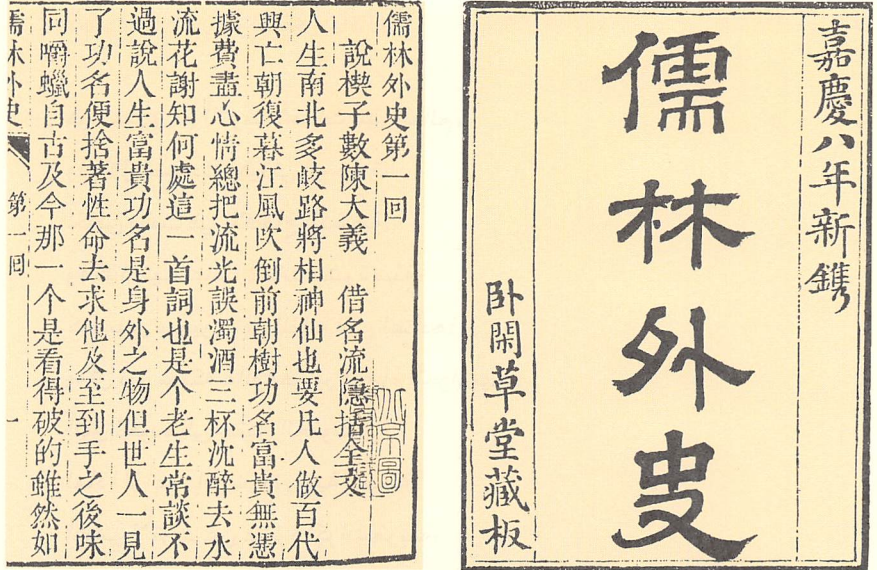 嘉慶八年新鐫
儒林外史
卧閑草堂藏板
儒林外史第一回
說楔子敷陳大義　借名流隱括全文
人生南北多岐路將相神仙也要凡人做百代
興亡朝復暮江風吹倒前朝樹功名富貴無憑
據費盡心情總把流光誤濁酒三杯沈醉去水
流花謝知何處這一首詞也是个老生常談不
過說人生富貴功名是身外之物但世人一見
了功名便捨著性命去求他及至到手之後味
同嚼蠟自古及今那一个是看得破的雖然如
儒林外史　第一回　一